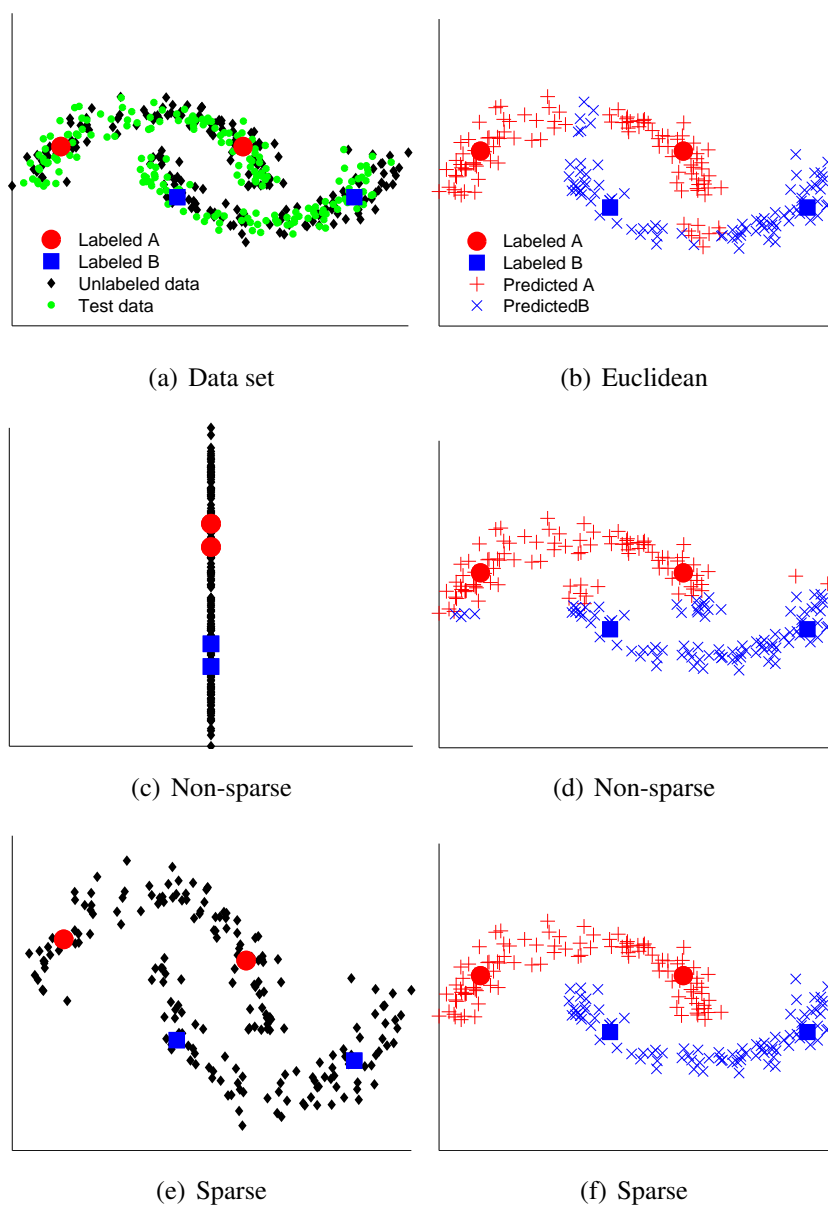 Labeled A
Labeled B
Unlabeled data
Test data
(a) Data set
Labeled A
Labeled B
Predicted A
PredictedB
(b) Euclidean
(c) Non-sparse
(d) Non-sparse
(e) Sparse
(f) Sparse